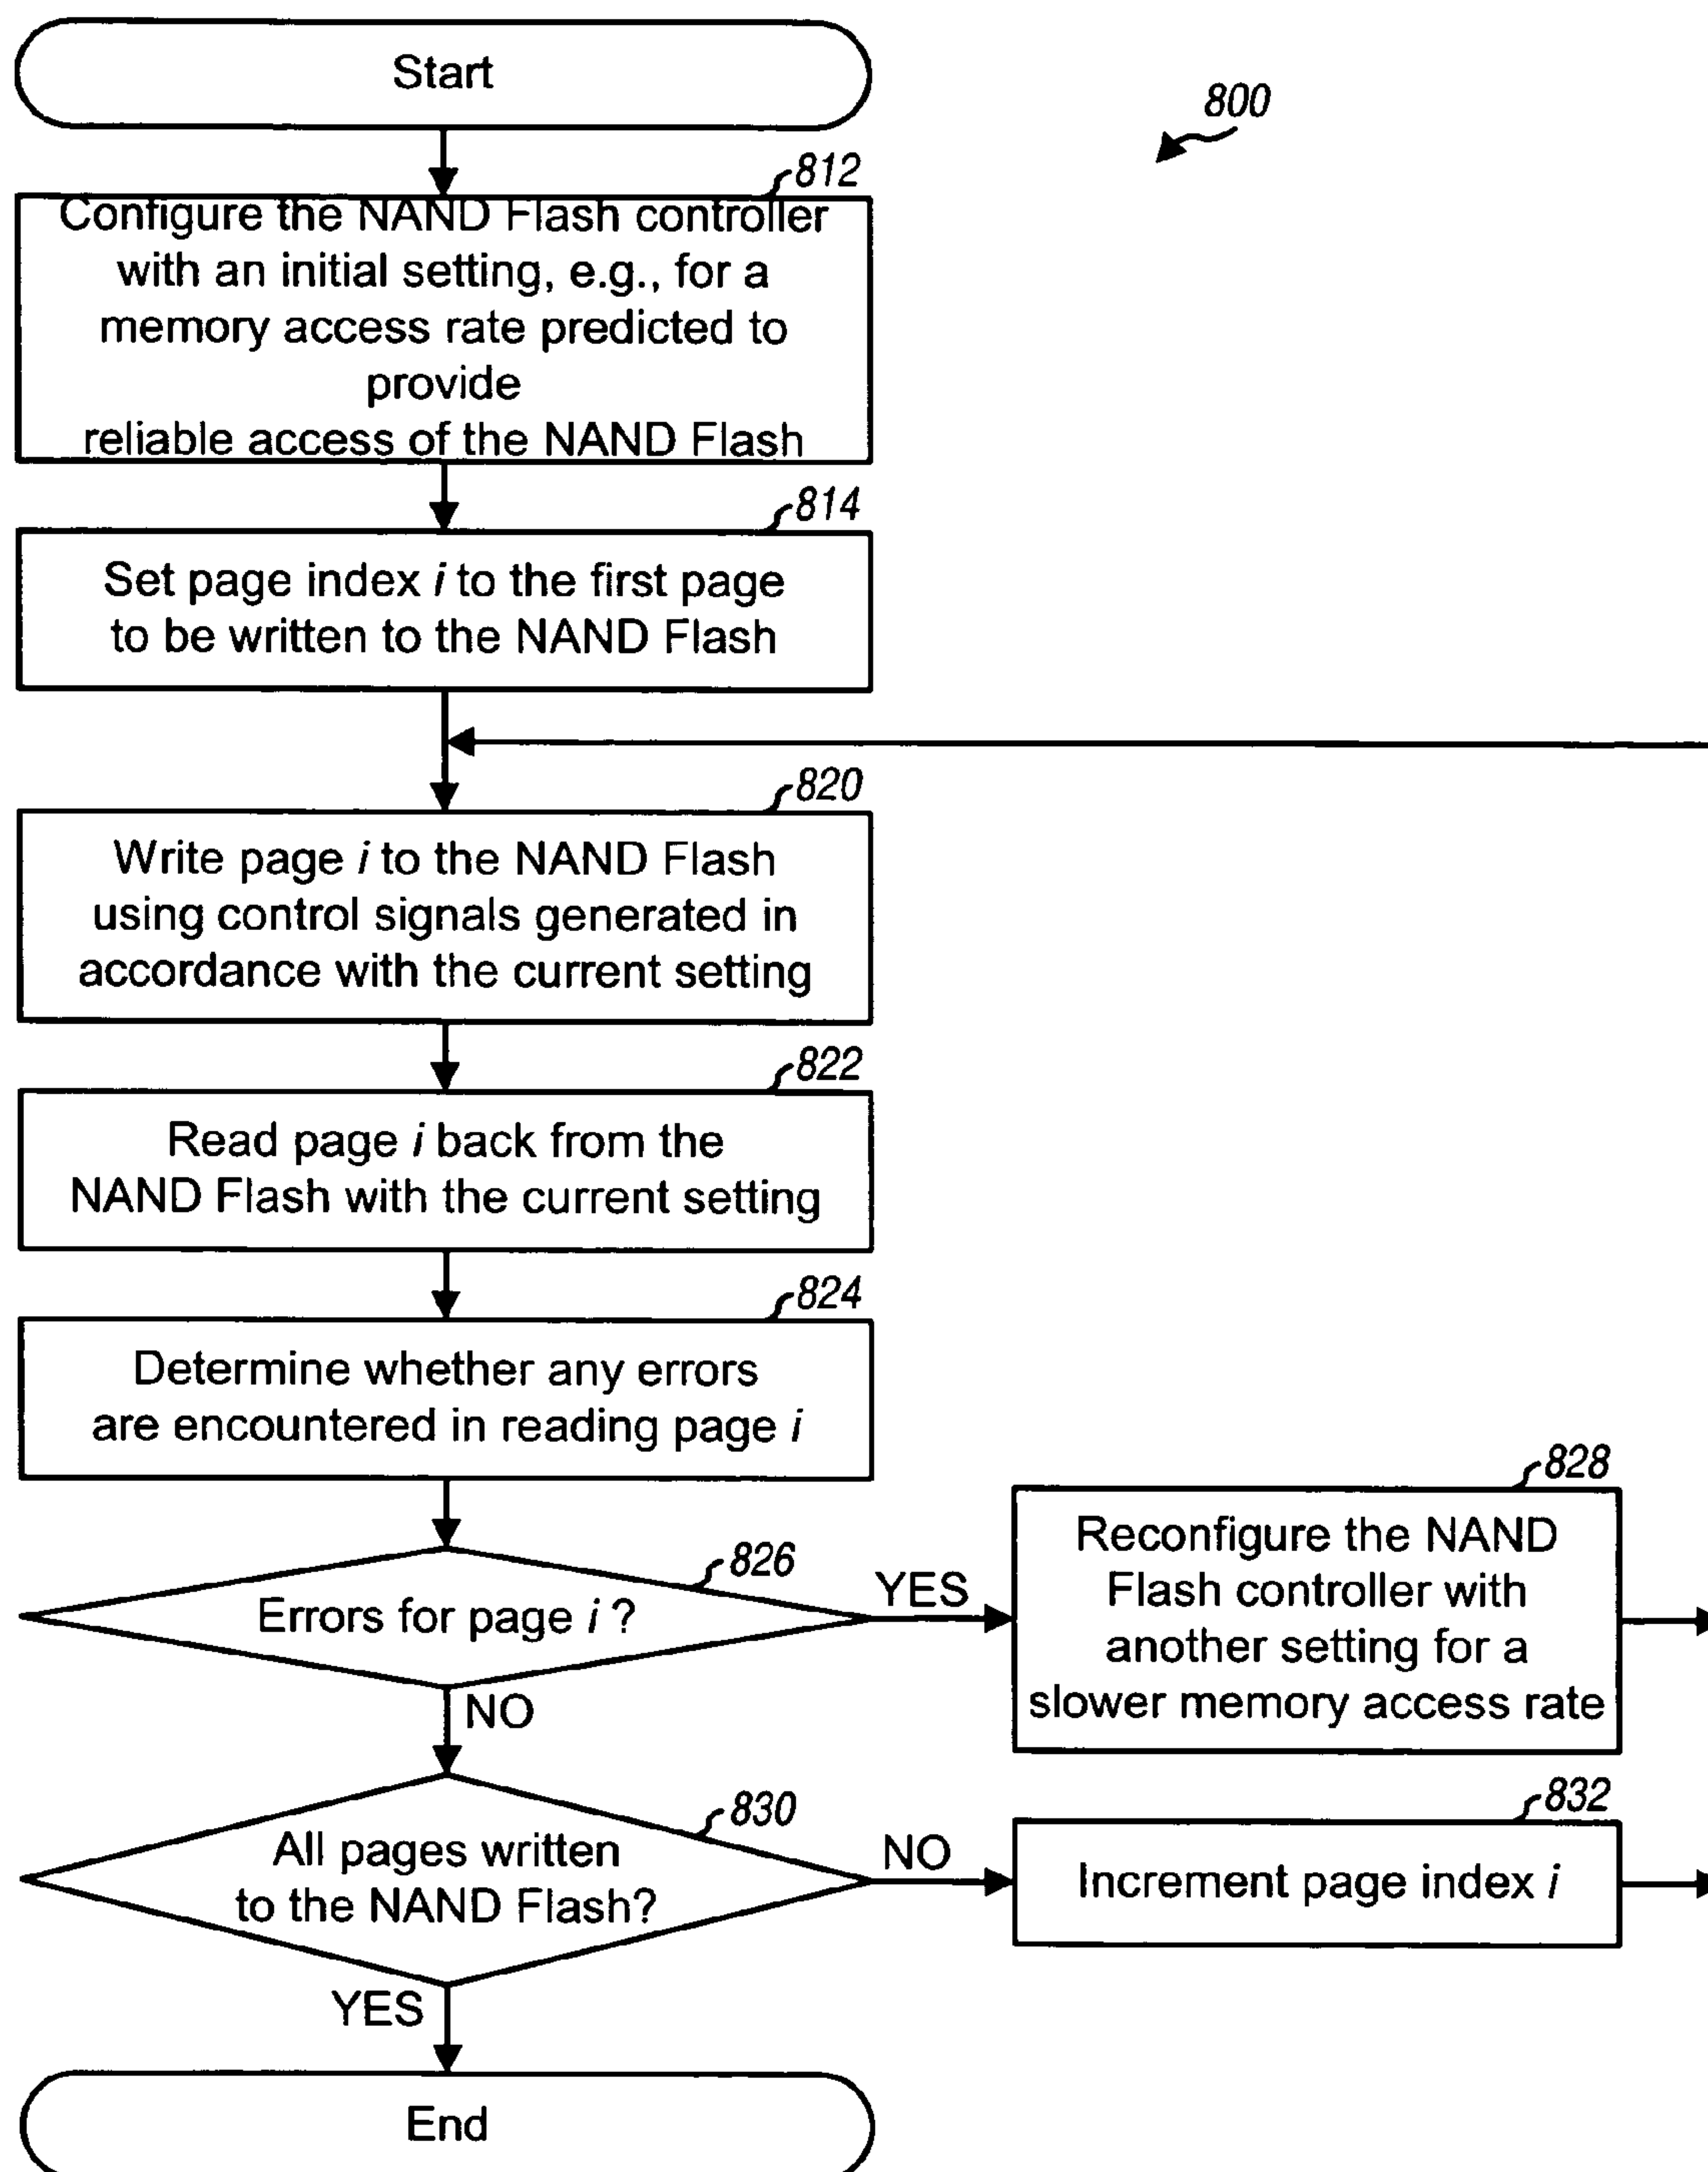 Start
800
812
Configure the NAND Flash controller
with an initial setting, e.g., for a
memory access rate predicted to
provide
reliable access of the NAND Flash
814
Set page index i to the first page
to be written to the NAND Flash
820
Write page i to the NAND Flash
using control signals generated in
accordance with the current setting
822
Read page i back from the
NAND Flash with the current setting
824
Determine whether any errors
are encountered in reading page i
826
Errors for page i ?
YES
828
Reconfigure the NAND
Flash controller with
another setting for a
slower memory access rate
NO
830
All pages written
to the NAND Flash?
NO
832
Increment page index i
YES
End